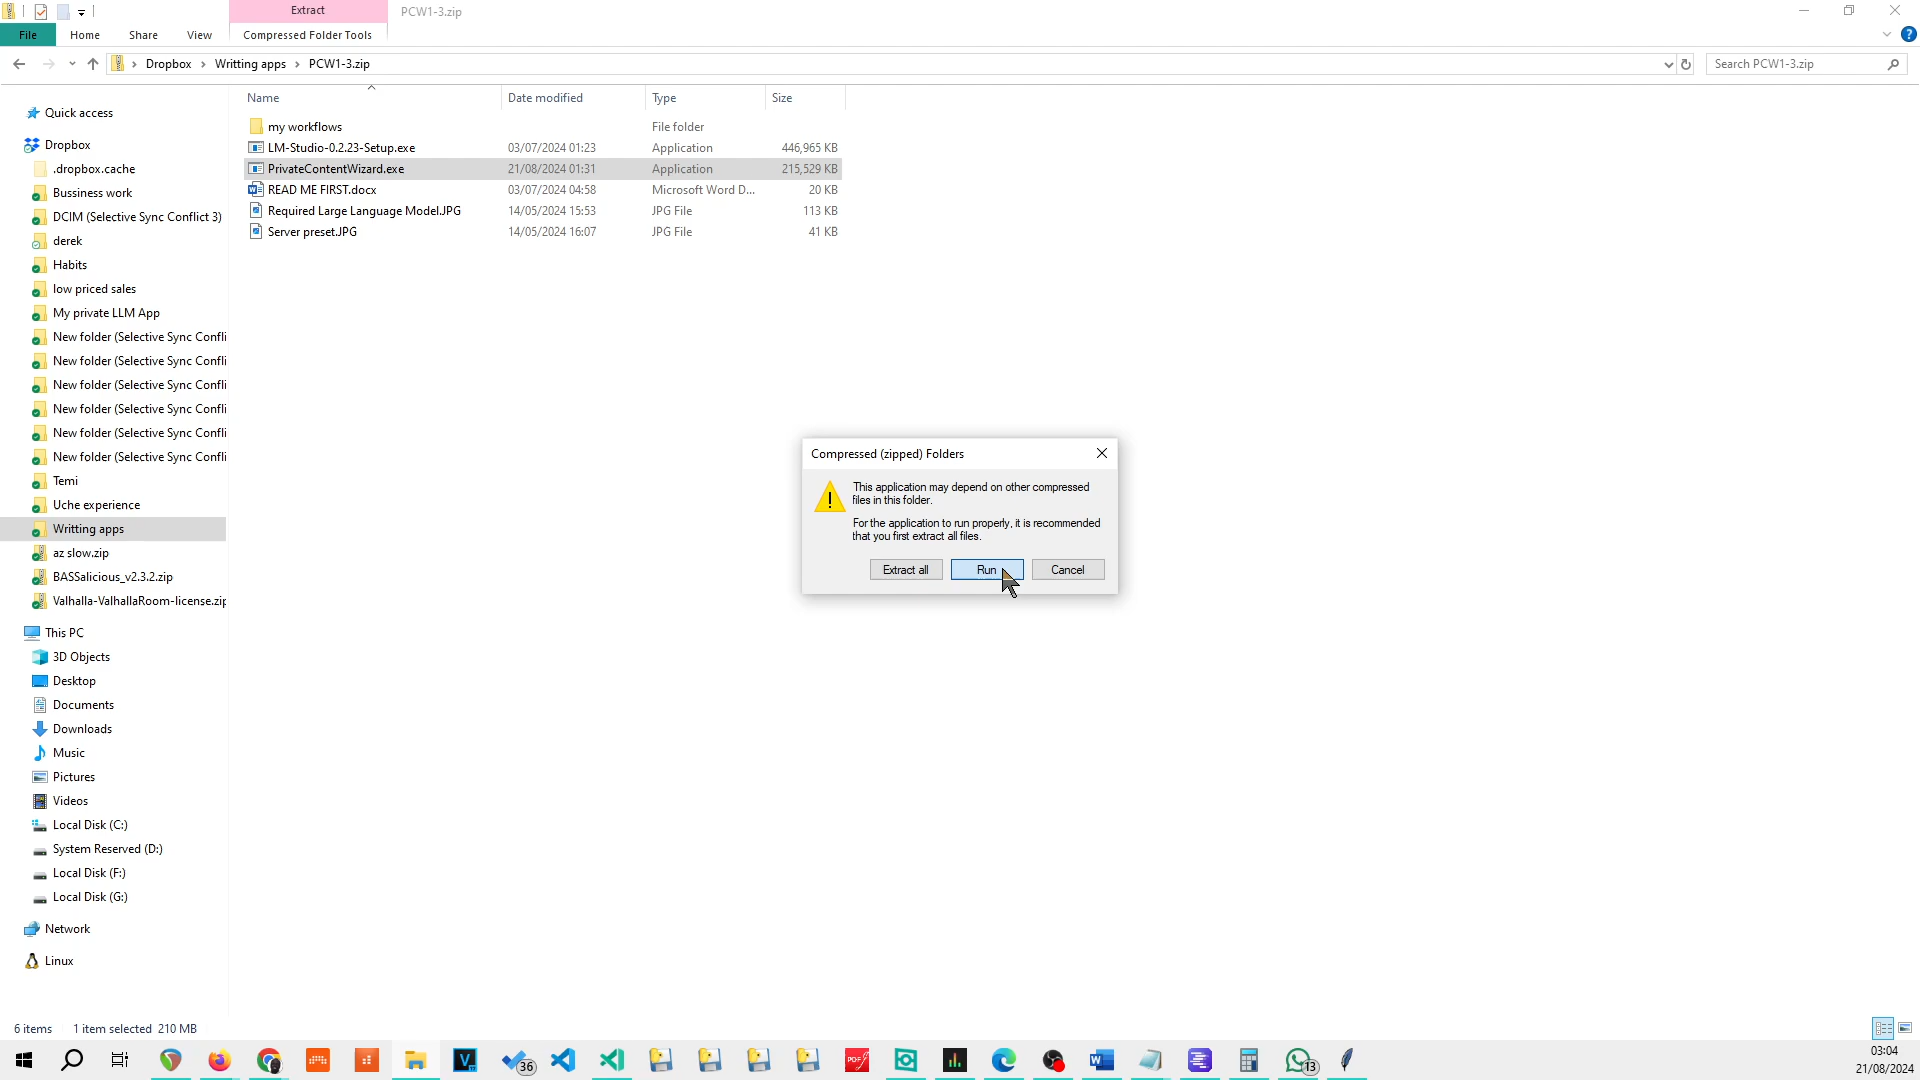 Extract
PCW1-3.zip
File
Home
Share
View
Compressed Folder Tools
?
Dropbox
Writting apps
PCW1-3.zip
Search PCW1-3.zip
Name
Date modified
Type
Size
my workflows
File folder
LM-Studio-0.2.23-Setup.exe
03/07/2024 01:23
Application
446,965 KB
PrivateContentWizard.exe
21/08/2024 01:31
Application
215,529 KB
READ ME FIRST.docx
03/07/2024 04:58
Microsoft Word D...
20 KB
Required Large Language Model.JPG
14/05/2024 15:53
JPG File
113 KB
Server preset.JPG
14/05/2024 16:07
JPG File
41 KB
Quick access
Dropbox
.dropbox.cache
Bussiness work
DCIM (Selective Sync Conflict 3)
derek
Habits
low priced sales
My private LLM App
New folder (Selective Sync Confli
New folder (Selective Sync Confli
New folder (Selective Sync Confli
New folder (Selective Sync Confli
New folder (Selective Sync Confli
New folder (Selective Sync Confli
Temi
Uche experience
Writting apps
az slow.zip
BASSalicious_v2.3.2.zip
Valhalla-ValhallaRoom-license.zip
This PC
3D Objects
Desktop
Documents
Downloads
Music
Pictures
Videos
Local Disk (C:)
System Reserved (D:)
Local Disk (F:)
Local Disk (G:)
Network
Linux
Compressed (zipped) Folders
This application may depend on other compressed
files in this folder.
For the application to run properly, it is recommended
that you first extract all files.
Extract all
Run
Cancel
6 items
1 item selected 210 MB
V
36
PDF
W
13
03:04
21/08/2024